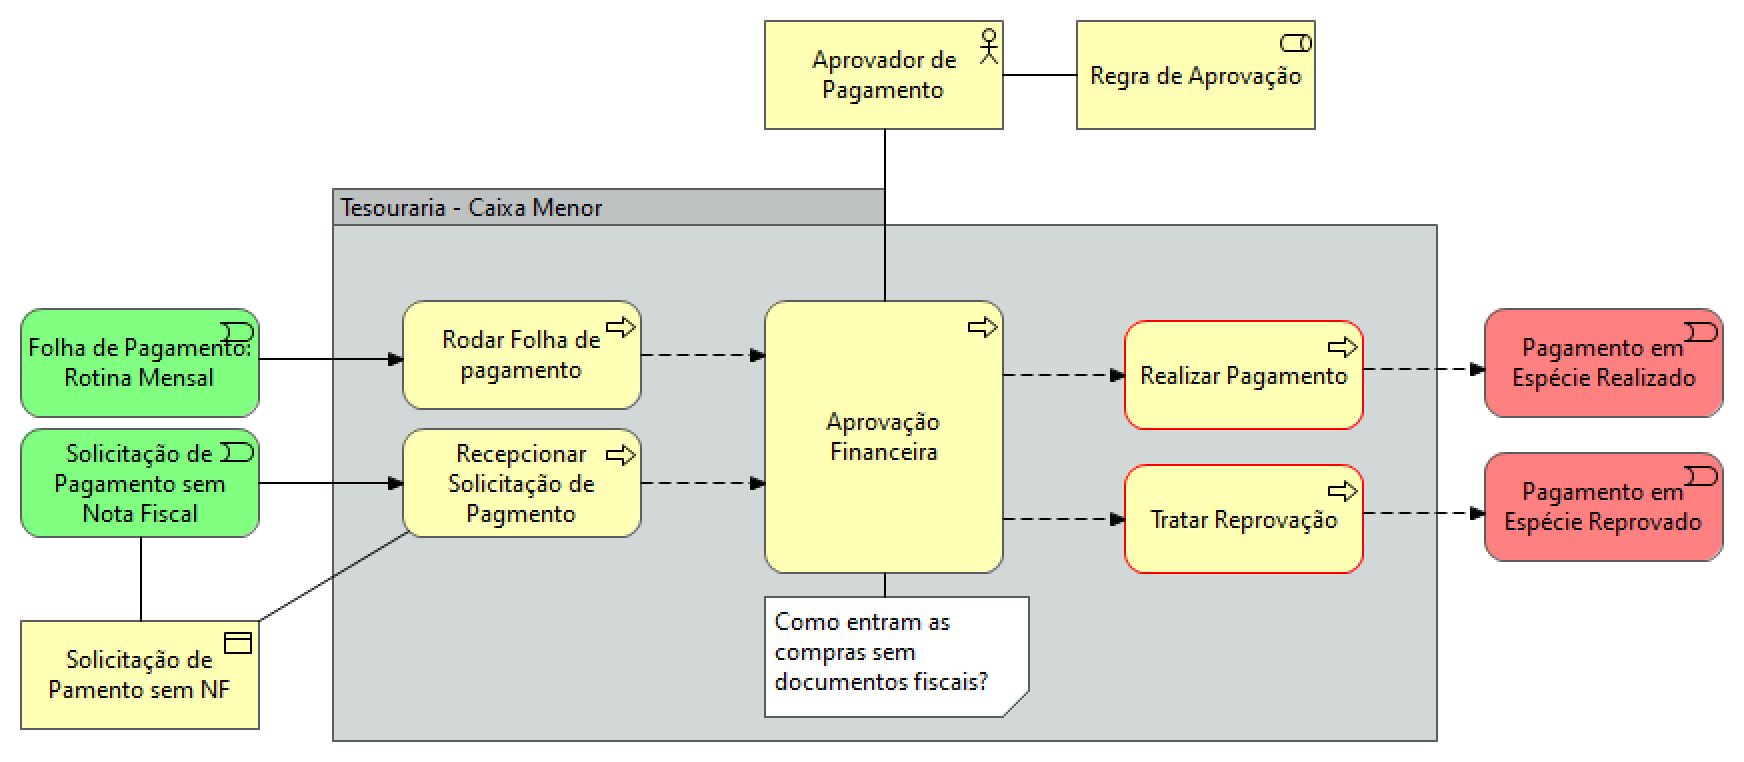 Aprovador de
Pagamento
Regra de Aprovação
Tesouraria - Caixa Menor
Folha de Pagamento:
Rotina Mensal
Rodar Folha de
pagamento
Aprovação
Financeira
Realizar Pagamento
Pagamento em
Espécie Realizado
Solicitação de
Pagamento sem
Nota Fiscal
Recepcionar
Solicitação de
Pagmento
Tratar Reprovação
Pagamento em
Espécie Reprovado
Solicitação de
Pamento sem NF
Como entram as
compras sem
documentos fiscais?